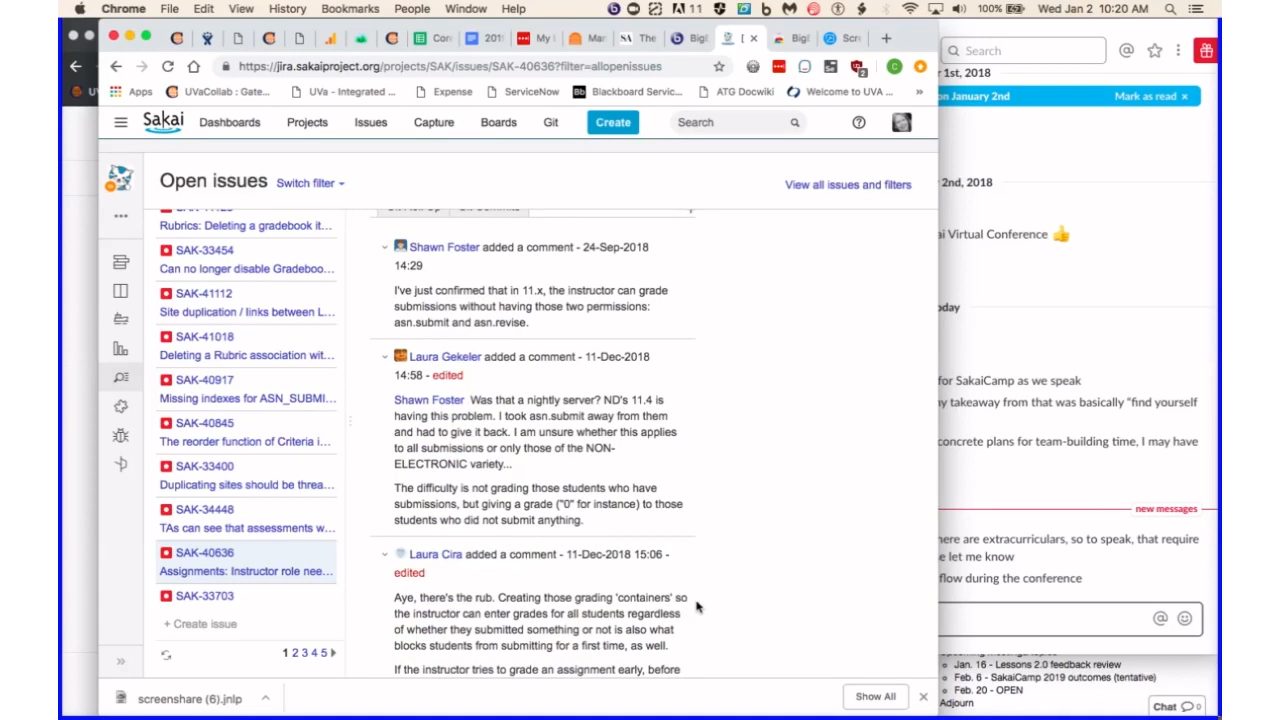 Chrome File Edit View History Bookmarks People Window Help 11 100% Wed Jan 2 10:20 AM
Con 2019 My I Mar SA The Big [ × Big Scre +
https://jira.sakaiproject.org/projects/SAK/issues/SAK-40636?filter=allopenissues
Apps UVaCollab : Gate... UVa - Integrated ... Expense ServiceNow Bb Blackboard Servic... ATG Docwiki Welcome to UVA ... »
Sakai Dashboards Projects Issues Capture Boards Git Create Search
Open issues Switch filter
View all issues and filters
Rubrics: Deleting a gradebook it...
SAK-33454
Can no longer disable Gradeboo...
SAK-41112
Site duplication / links between L...
SAK-41018
Deleting a Rubric association wit...
SAK-40917
Missing indexes for ASN_SUBMI...
SAK-40845
The reorder function of Criteria i...
SAK-33400
Duplicating sites should be threa...
SAK-34448
TAs can see that assessments w...
SAK-40636
Assignments: Instructor role nee...
SAK-33703
+ Create issue
1 2 3 4 5
Shawn Foster added a comment - 24-Sep-2018
14:29
I've just confirmed that in 11.x, the instructor can grade
submissions without having those two permissions:
asn.submit and asn.revise.
Laura Gekeler added a comment - 11-Dec-2018
14:58 - edited
Shawn Foster Was that a nightly server? ND's 11.4 is
having this problem. I took asn.submit away from them
and had to give it back. I am unsure whether this applies
to all submissions or only those of the NON-
ELECTRONIC variety...
The difficulty is not grading those students who have
submissions, but giving a grade ("0" for instance) to those
students who did not submit anything.
Laura Cira added a comment - 11-Dec-2018 15:06 -
edited
Aye, there's the rub. Creating those grading 'containers' so
the instructor can enter grades for all students regardless
of whether they submitted something or not is also what
blocks students from submitting for a first time, as well.
If the instructor tries to grade an assignment early, before
screenshare (6).jnlp
Show All
Search
r 1st, 2018
on January 2nd Mark as read ×
2nd, 2018
ai Virtual Conference
oday
for SakaiCamp as we speak
y takeaway from that was basically "find yourself
concrete plans for team-building time, I may have
new messages
here are extracurriculars, so to speak, that require
e let me know
flow during the conference
Jan. 16 - Lessons 2.0 feedback review
Feb. 6 - SakaiCamp 2019 outcomes (tentative)
Feb. 20 - OPEN
Adjourn
Chat 0